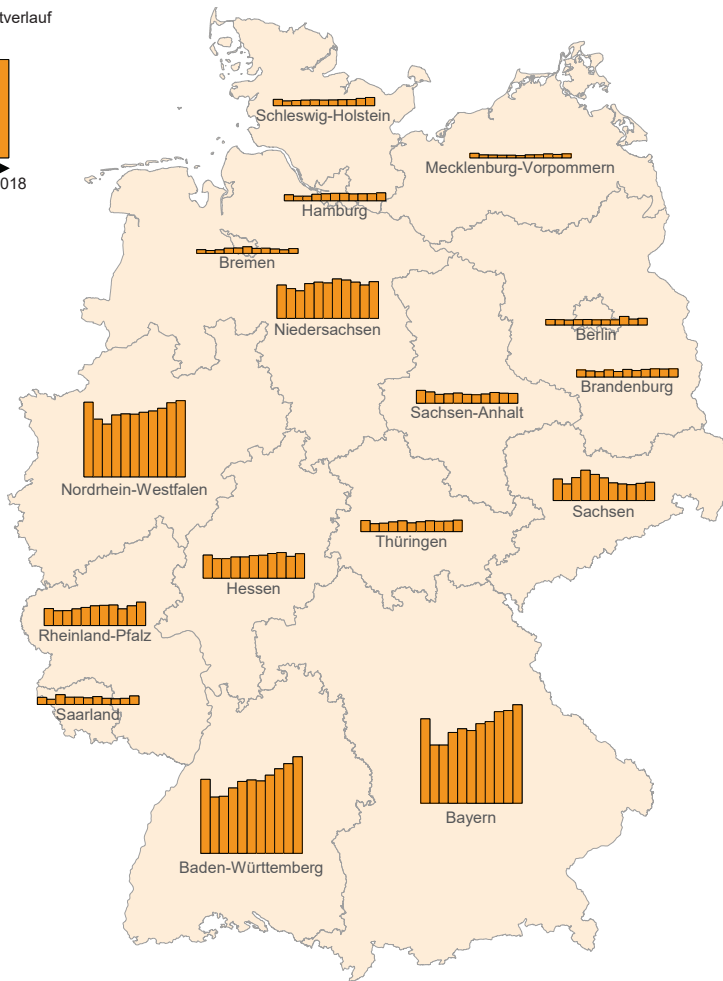 tverlauf
018
Schleswig-Holstein
Mecklenburg-Vorpommern
Hamburg
Bremen
Niedersachsen
Berlin
Brandenburg
Sachsen-Anhalt
Nordrhein-Westfalen
Sachsen
Thüringen
Hessen
Rheinland-Pfalz
Saarland
Bayern
Baden-Württemberg